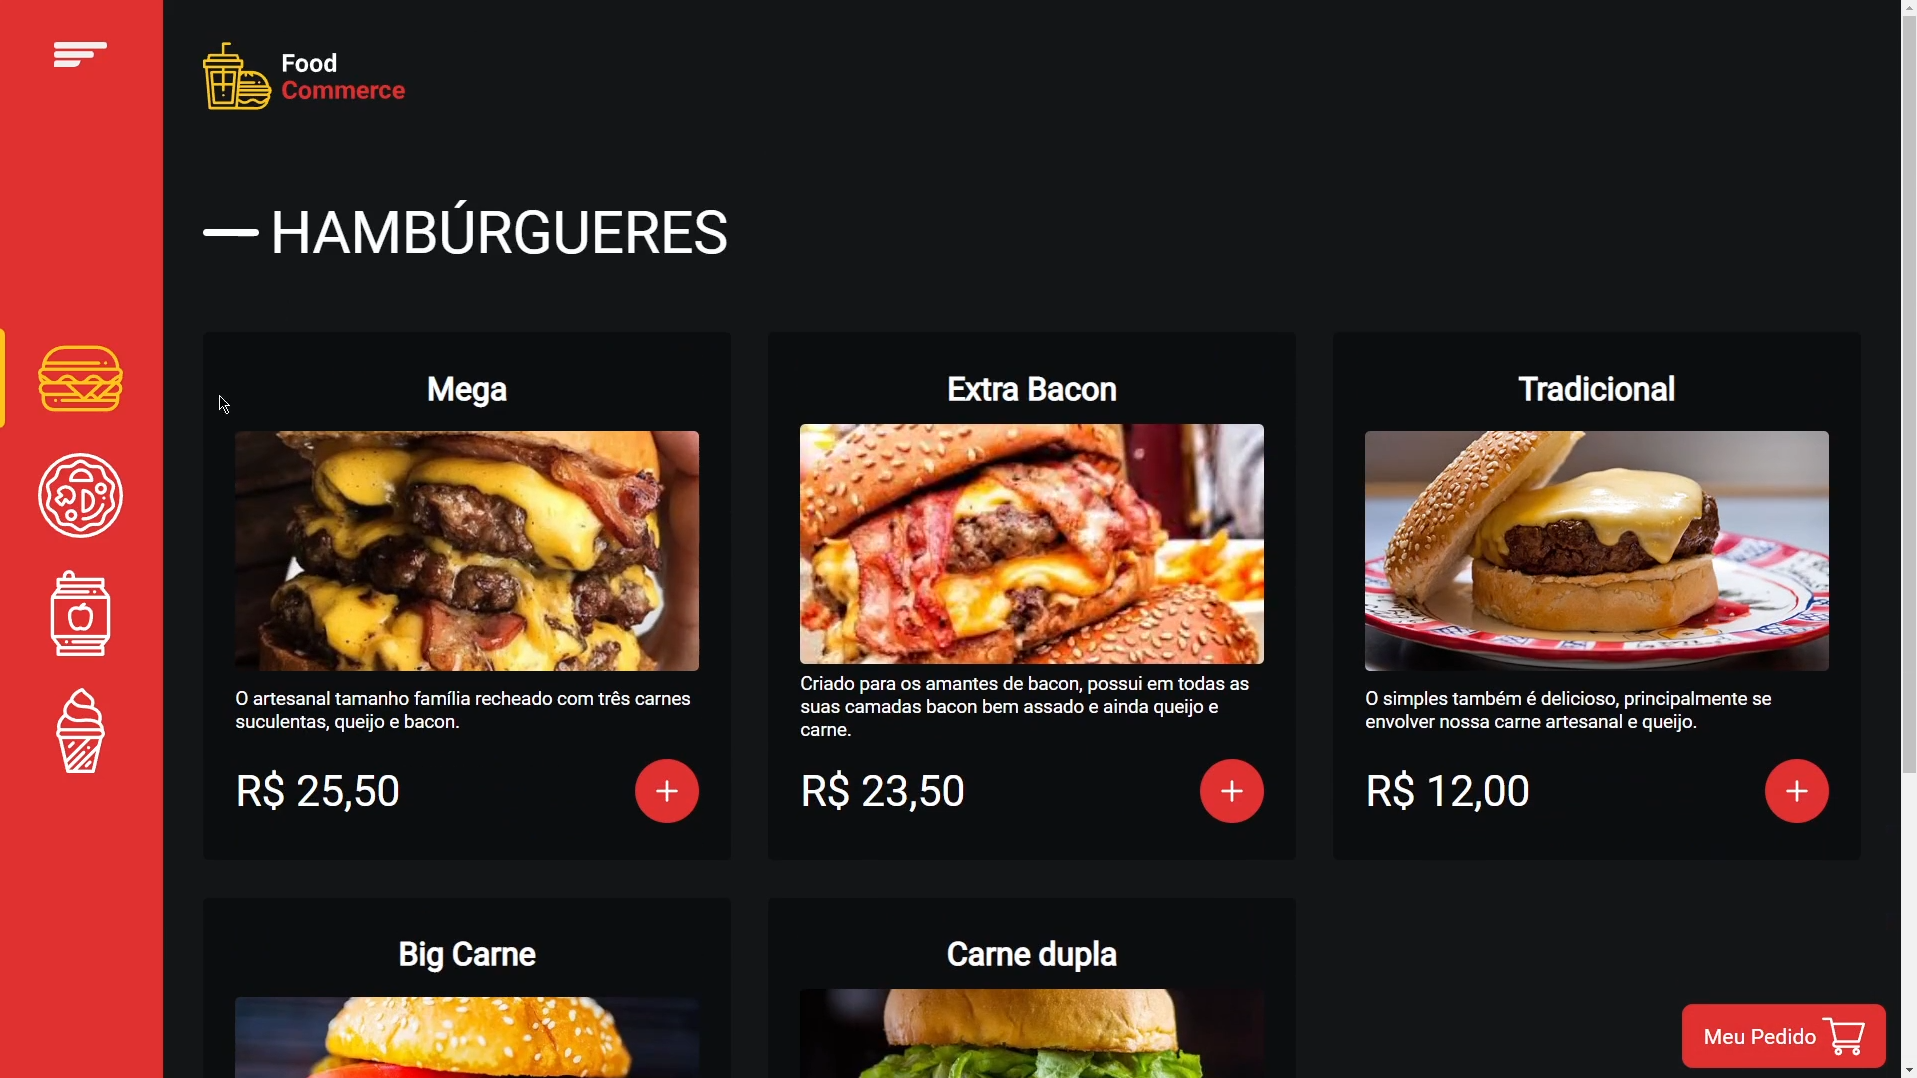 Food
Commerce
HAMBÚRGUERES
Mega
O artesanal tamanho família recheado com três carnes
suculentas, queijo e bacon.
R$ 25,50
Extra Bacon
Criado para os amantes de bacon, possui em todas as
suas camadas bacon bem assado e ainda queijo e
carne.
R$ 23,50
Tradicional
O simples também é delicioso, principalmente se
envolver nossa carne artesanal e queijo.
R$ 12,00
Big Carne
Carne dupla
Meu Pedido